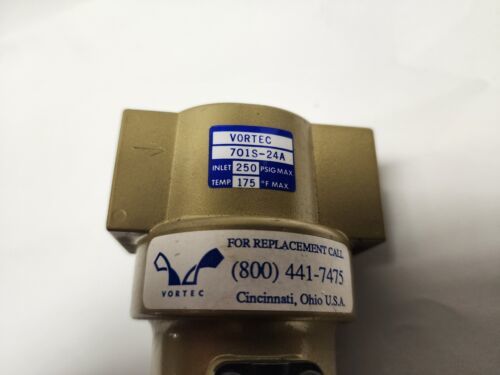 VORTEC
701S-24A
INLET 250 PSIG MAX
TEMP 175 °F MAX.
FOR REPLACEMENT CALL
(800) 441-7475
Cincinnati, Ohio U.S.A.
VORTEC